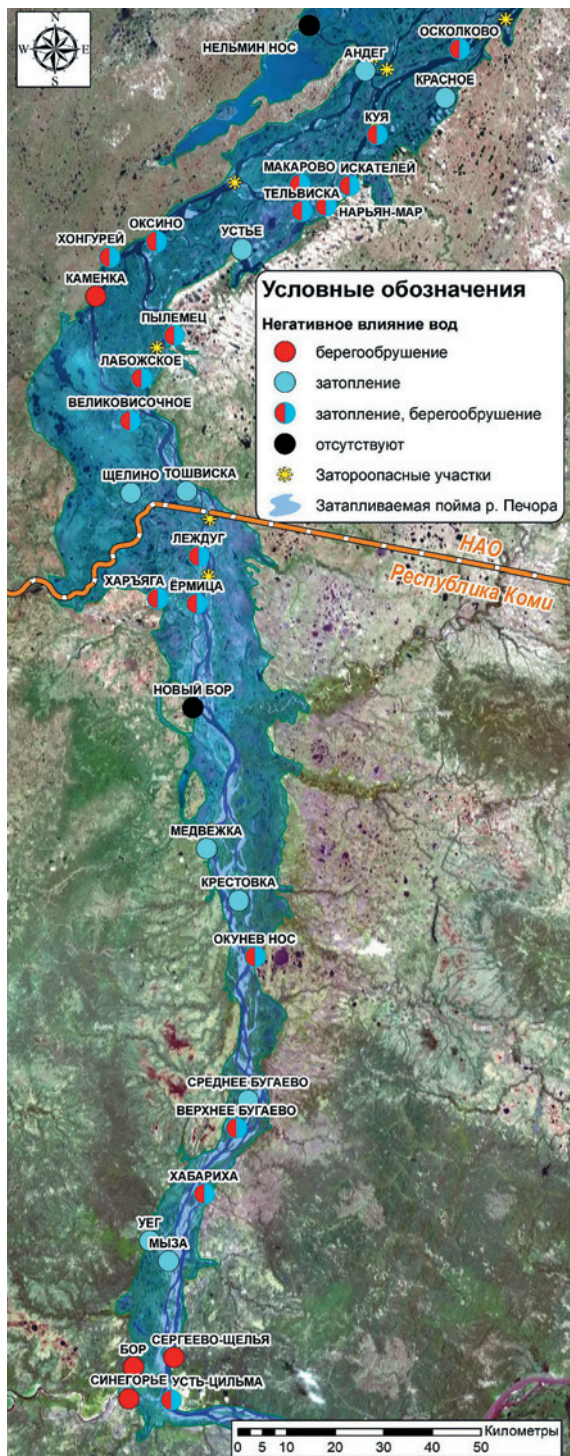 N
W E
S
НЕЛЬМИН НОС
ОСКОЛКОВО
АНДЕГ
КРАСНОЕ
КУЯ
МАКАРОВО
ИСКАТЕЛЕЙ
ТЕЛЬВИСКА
НАРЬЯН-МАР
ОКСИНО
УСТЬЕ
ХОНГУРЕЙ
КАМЕНКА
ПЫЛЕМЕЦ
ЛАБОЖСКОЕ
ВЕЛИКОВИСОЧНОЕ
Условные обозначения
Негативное влияние вод
берегообрушение
затопление
затопление, берегообрушение
отсутствуют
Затороопасные участки
Затапливаемая пойма р. Печора
ЩЕЛИНО
ТОШВИСКА
НАО
Республика Коми
ЛЕЖДУГ
ХАРЪЯГА
ЁРМИЦА
НОВЫЙ БОР
МЕДВЕЖКА
КРЕСТОВКА
ОКУНЕВ НОС
СРЕДНЕЕ БУГАЕВО
ВЕРХНЕЕ БУГАЕВО
ХАБАРИХА
УЕГ
МЫЗА
СЕРГЕЕВО-ЩЕЛЬЯ
БОР
СИНЕГОРЬЕ
УСТЬ-ЦИЛЬМА
Километры
0 5 10 20 30 40 50